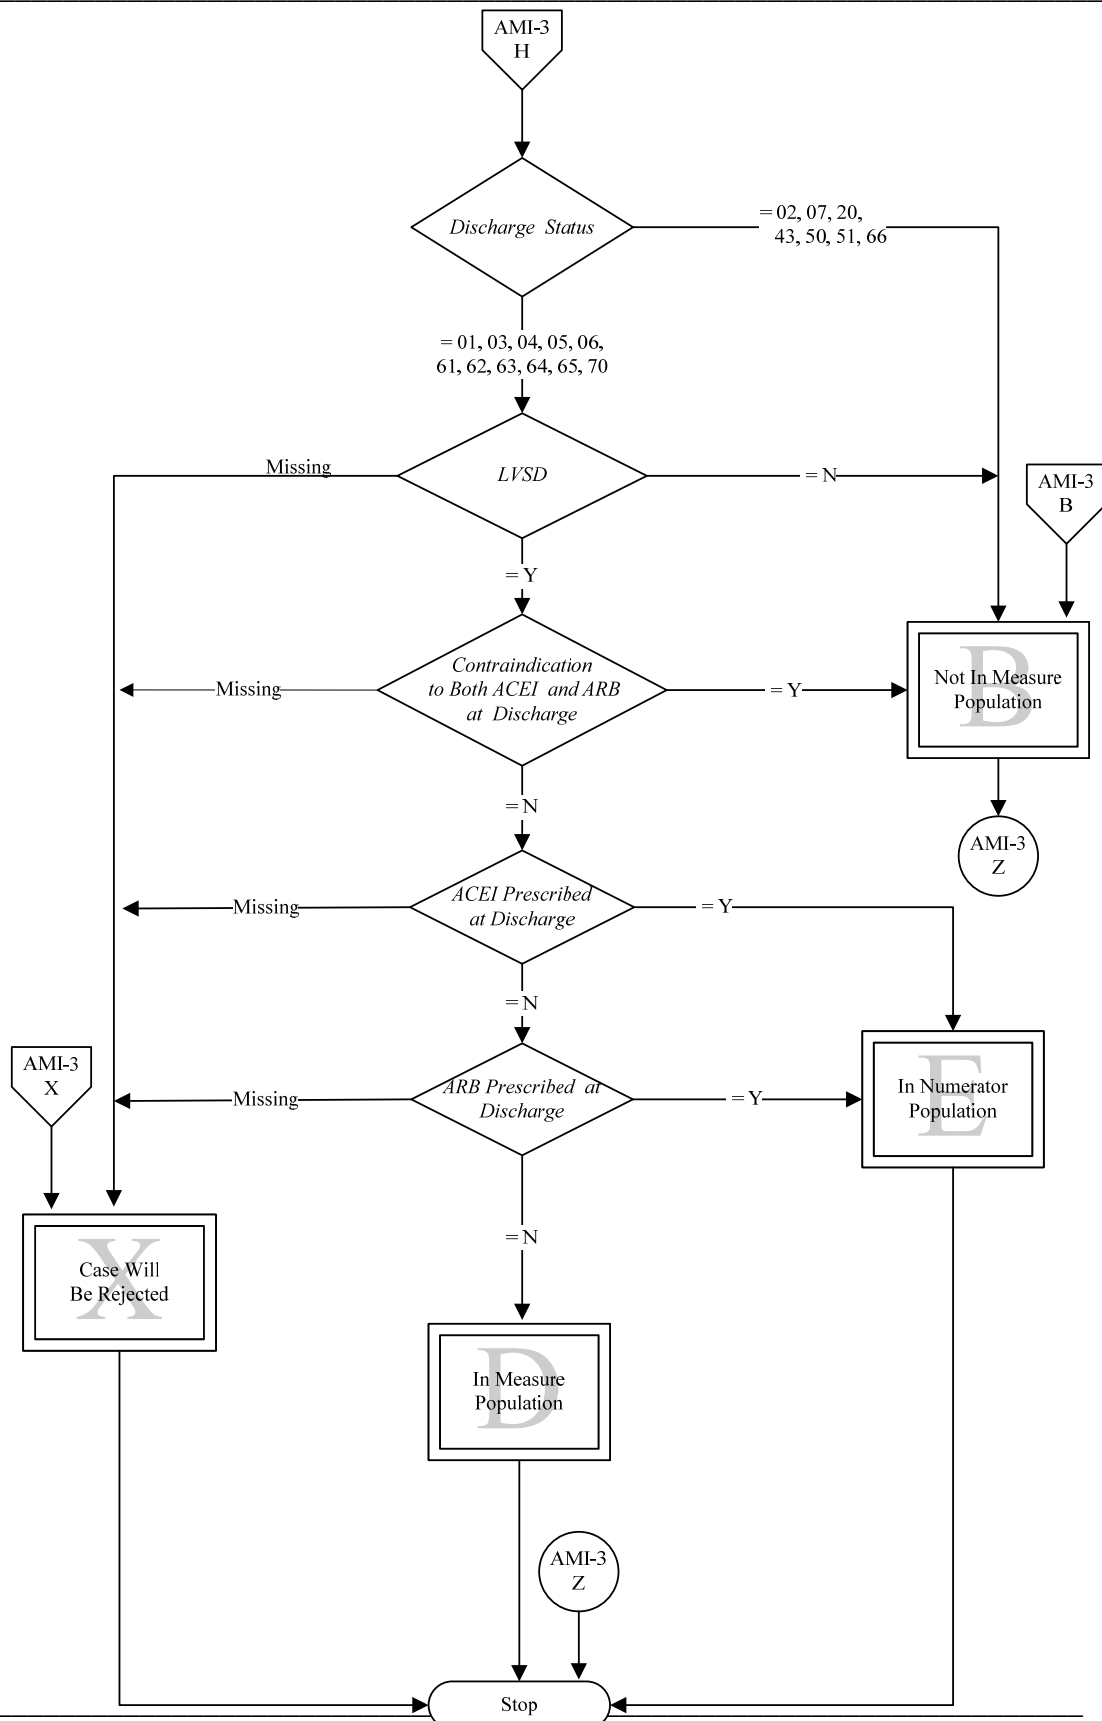 AMI-3
H
Discharge Status
= 02, 07, 20,
43, 50, 51, 66
= 01, 03, 04, 05, 06,
61, 62, 63, 64, 65, 70
Missing
LVSD
= N
AMI-3
B
= Y
Contraindication
to Both ACEI and ARB
at Discharge
Missing
= Y
B
Not In Measure
Population
= N
AMI-3
Z
ACEI Prescribed
at Discharge
Missing
= Y
= N
AMI-3
X
ARB Prescribed at
Discharge
Missing
= Y
E
In Numerator
Population
X
Case Will
Be Rejected
= N
D
In Measure
Population
AMI-3
Z
Stop